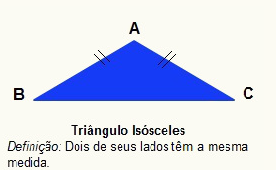 A
B
C
Triângulo Isósceles
Definição: Dois de seus lados têm a mesma
medida.